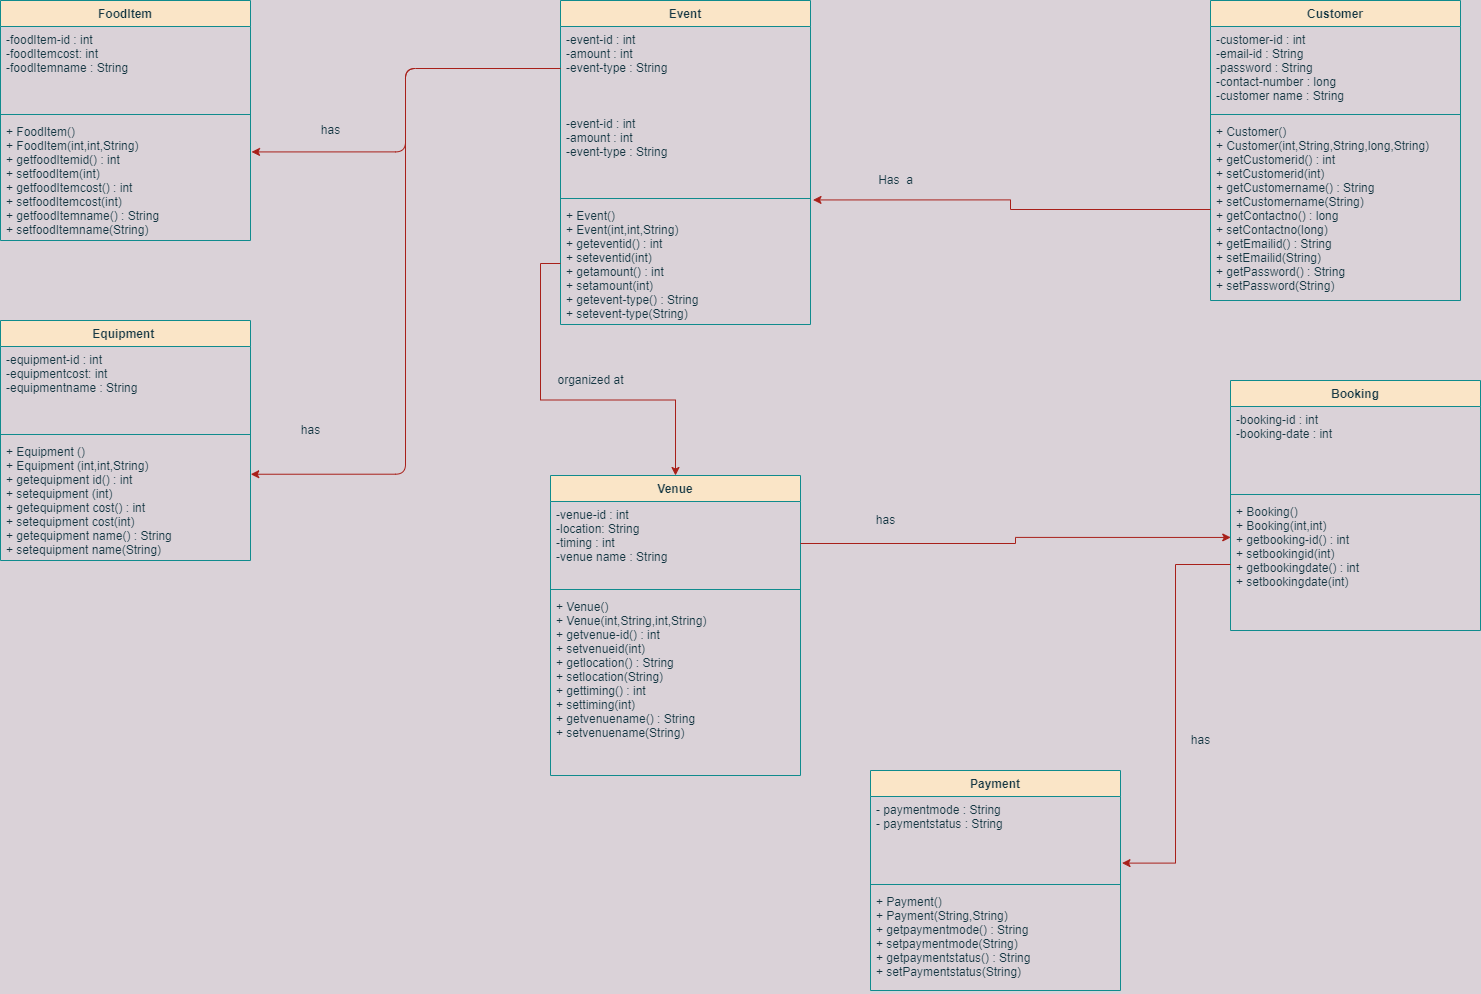 FoodItem
-foodItem-id : int
-foodItemcost: int
-foodItemname : String
+ FoodItem()
+ FoodItem(int,int,String)
+ getfoodItemid() : int
+ setfoodItem(int)
+ getfoodItemcost() : int
+ setfoodItemcost(int)
+ getfoodItemname() : String
+ setfoodItemname(String)
has
Event
-event-id : int
-amount : int
-event-type : String
-event-id : int
-amount : int
-event-type : String
+ Event()
+ Event(int,int,String)
+ geteventid() : int
+ seteventid(int)
+ getamount() : int
+ setamount(int)
+ getevent-type() : String
+ setevent-type(String)
Has  a
Customer
-customer-id : int
-email-id : String
-password : String
-contact-number : long
-customer name : String
+ Customer()
+ Customer(int,String,String,long,String)
+ getCustomerid() : int
+ setCustomerid(int)
+ getCustomername() : String
+ setCustomername(String)
+ getContactno() : long
+ setContactno(long)
+ getEmailid() : String
+ setEmailid(String)
+ getPassword() : String
+ setPassword(String)
Equipment
-equipment-id : int
-equipmentcost: int
-equipmentname : String
+ Equipment ()
+ Equipment (int,int,String)
+ getequipment id() : int
+ setequipment (int)
+ getequipment cost() : int
+ setequipment cost(int)
+ getequipment name() : String
+ setequipment name(String)
has
organized at
Venue
-venue-id : int
-location: String
-timing : int
-venue name : String
+ Venue()
+ Venue(int,String,int,String)
+ getvenue-id() : int
+ setvenueid(int)
+ getlocation() : String
+ setlocation(String)
+ gettiming() : int
+ settiming(int)
+ getvenuename() : String
+ setvenuename(String)
has
Booking
-booking-id : int
-booking-date : int
+ Booking()
+ Booking(int,int)
+ getbooking-id() : int
+ setbookingid(int)
+ getbookingdate() : int
+ setbookingdate(int)
has
Payment
- paymentmode : String
- paymentstatus : String
+ Payment()
+ Payment(String,String)
+ getpaymentmode() : String
+ setpaymentmode(String)
+ getpaymentstatus() : String
+ setPaymentstatus(String)